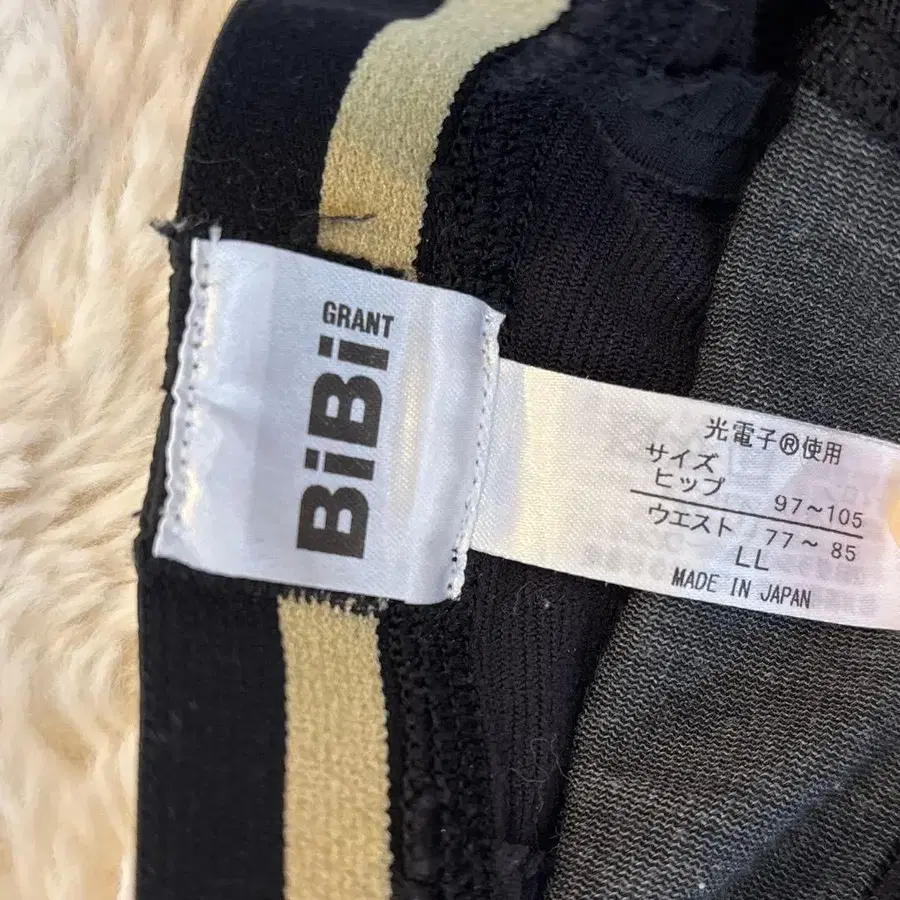 GRANT
BiBi
光電子®使用
サイズ
ヒップ 97~105
ウエスト 77~85
LL
MADE IN JAPAN